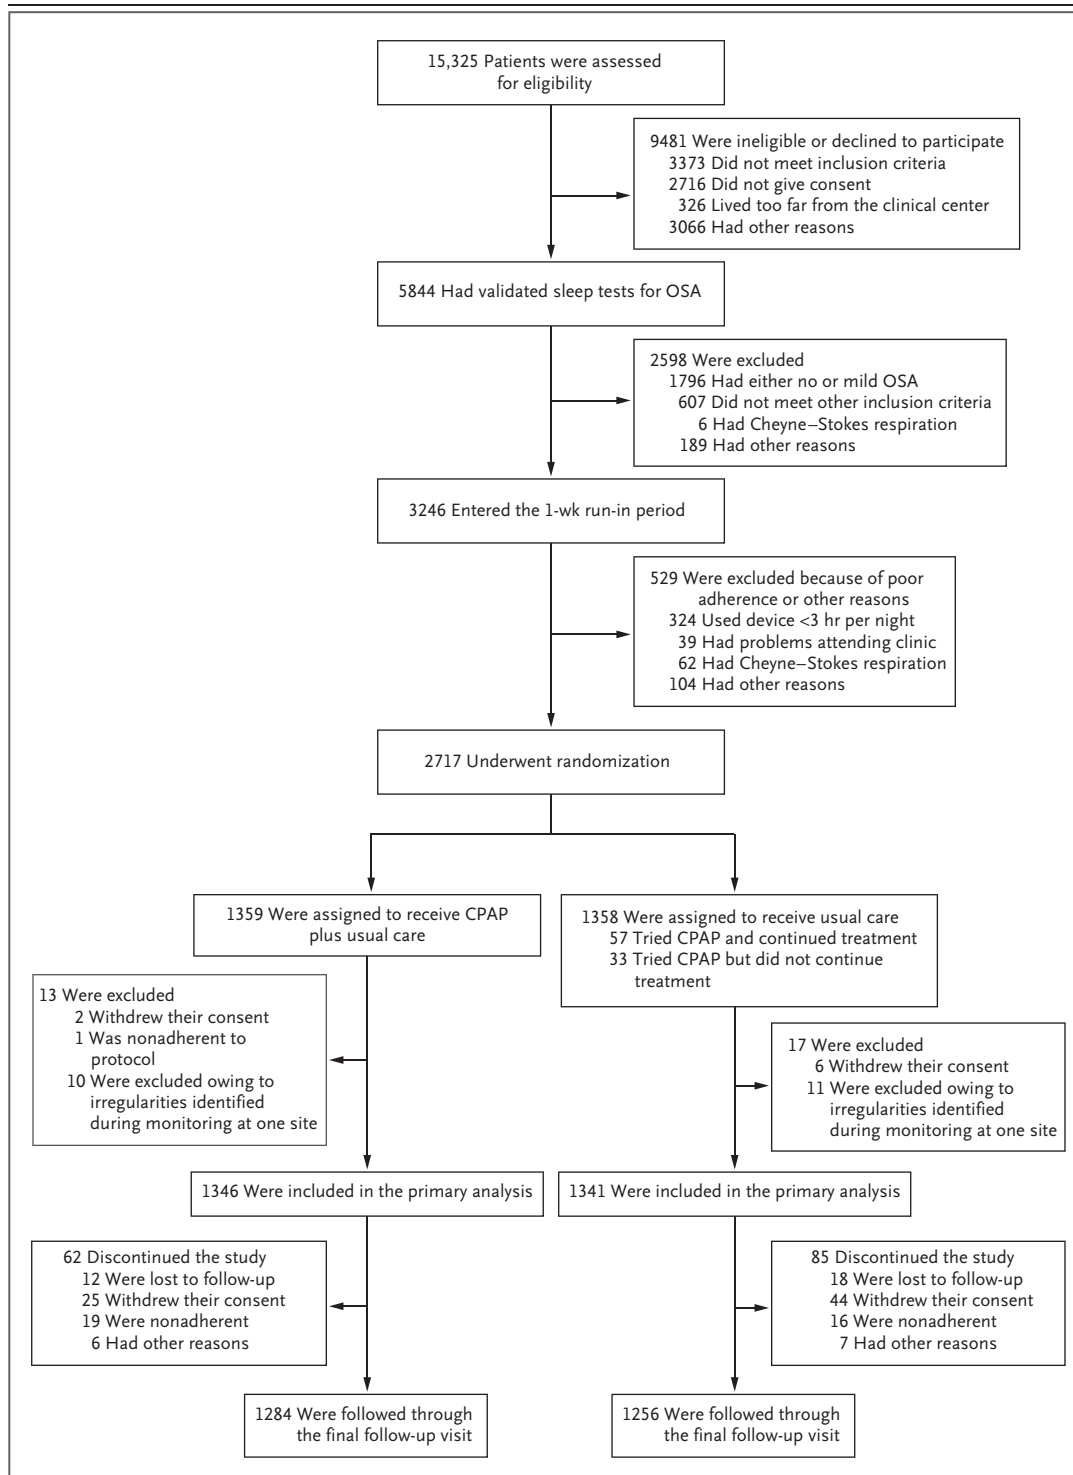 15,325 Patients were assessed
for eligibility
9481 Were ineligible or declined to participate
3373 Did not meet inclusion criteria
2716 Did not give consent
326 Lived too far from the clinical center
3066 Had other reasons
5844 Had validated sleep tests for OSA
2598 Were excluded
1796 Had either no or mild OSA
607 Did not meet other inclusion criteria
6 Had Cheyne–Stokes respiration
189 Had other reasons
3246 Entered the 1-wk run-in period
529 Were excluded because of poor
adherence or other reasons
324 Used device <3 hr per night
39 Had problems attending clinic
62 Had Cheyne–Stokes respiration
104 Had other reasons
2717 Underwent randomization
1359 Were assigned to receive CPAP
plus usual care
1358 Were assigned to receive usual care
57 Tried CPAP and continued treatment
33 Tried CPAP but did not continue
treatment
13 Were excluded
2 Withdrew their consent
1 Was nonadherent to
protocol
10 Were excluded owing to
irregularities identified
during monitoring at one site
17 Were excluded
6 Withdrew their consent
11 Were excluded owing to
irregularities identified
during monitoring at one site
1346 Were included in the primary analysis
1341 Were included in the primary analysis
62 Discontinued the study
12 Were lost to follow-up
25 Withdrew their consent
19 Were nonadherent
6 Had other reasons
85 Discontinued the study
18 Were lost to follow-up
44 Withdrew their consent
16 Were nonadherent
7 Had other reasons
1284 Were followed through
the final follow-up visit
1256 Were followed through
the final follow-up visit